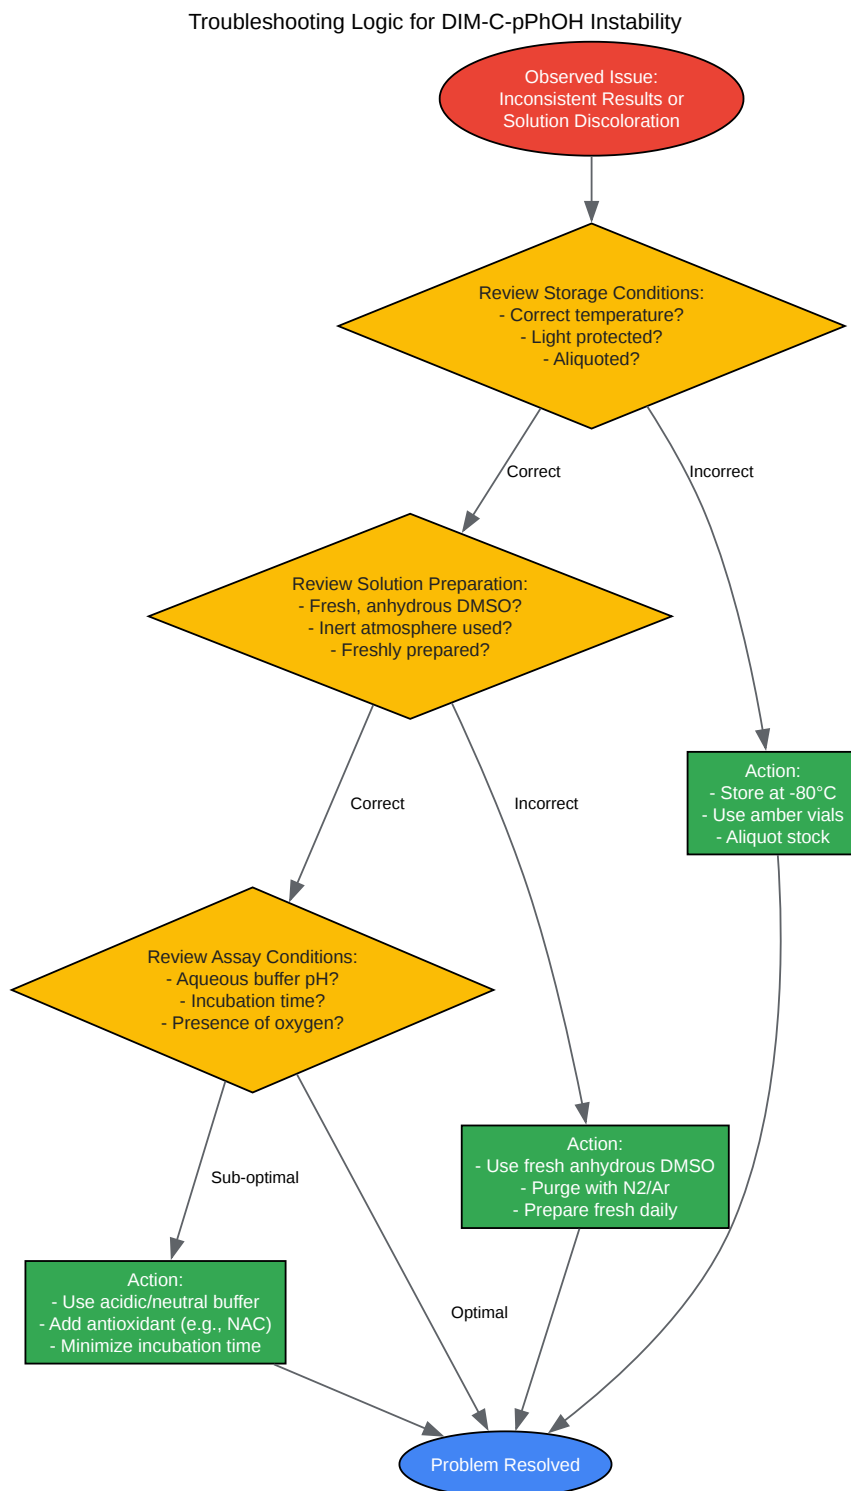 Troubleshooting Logic for DIM-C-pPhOH Instability
Observed Issue:
Inconsistent Results or
Solution Discoloration
Review Storage Conditions:
- Correct temperature?
- Light protected?
- Aliquoted?
Correct
Incorrect
Review Solution Preparation:
- Fresh, anhydrous DMSO?
- Inert atmosphere used?
- Freshly prepared?
Action:
- Store at -80°C
- Use amber vials
- Aliquot stock
Correct
Incorrect
Review Assay Conditions:
- Aqueous buffer pH?
- Incubation time?
- Presence of oxygen?
Action:
- Use fresh anhydrous DMSO
- Purge with N2/Ar
- Prepare fresh daily
Sub-optimal
Optimal
Action:
- Use acidic/neutral buffer
- Add antioxidant (e.g., NAC)
- Minimize incubation time
Problem Resolved